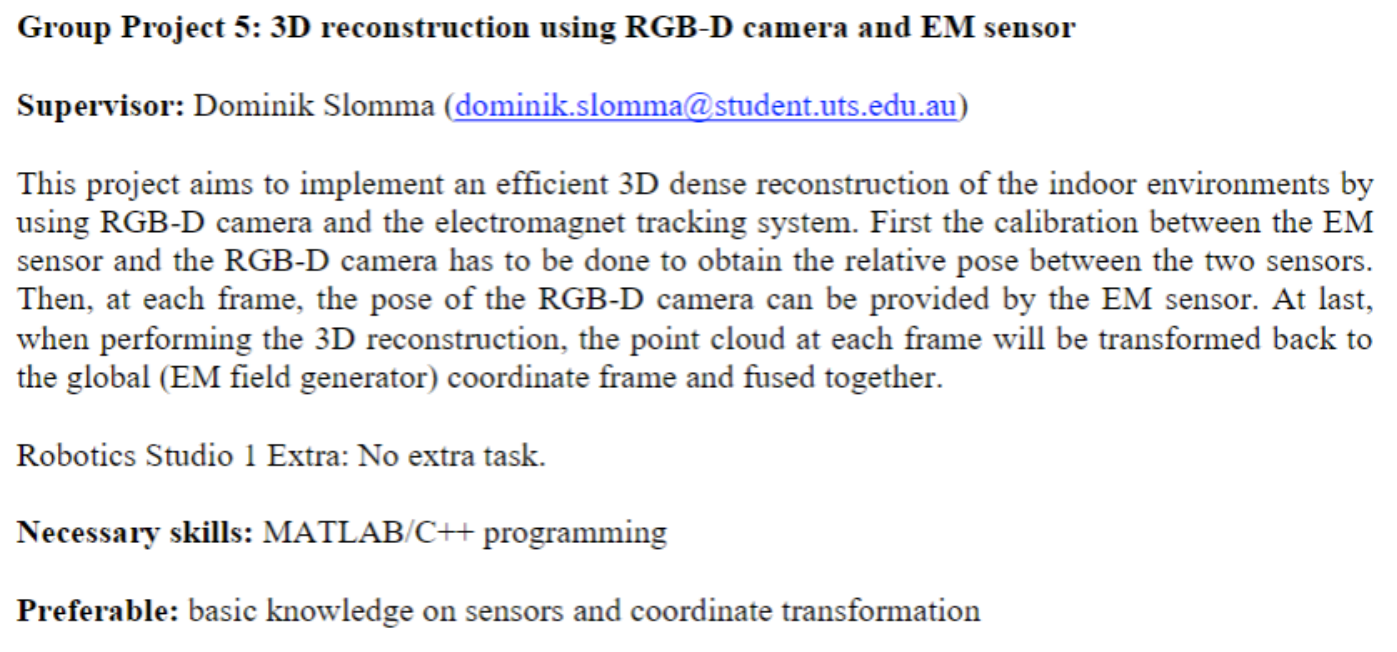 Group Project 5: 3D reconstruction using RGB-D camera and EM sensor
Supervisor: Dominik Slomma (dominik.slomma@student.uts.edu.au)
This project aims to implement an efficient 3D dense reconstruction of the indoor environments by
using RGB-D camera and the electromagnet tracking system. First the calibration between the EM
sensor and the RGB-D camera has to be done to obtain the relative pose between the two sensors.
Then, at each frame, the pose of the RGB-D camera can be provided by the EM sensor. At last,
when performing the 3D reconstruction, the point cloud at each frame will be transformed back to
the global (EM field generator) coordinate frame and fused together.
Robotics Studio 1 Extra: No extra task.
Necessary skills: MATLAB/C++ programming
Preferable: basic knowledge on sensors and coordinate transformation